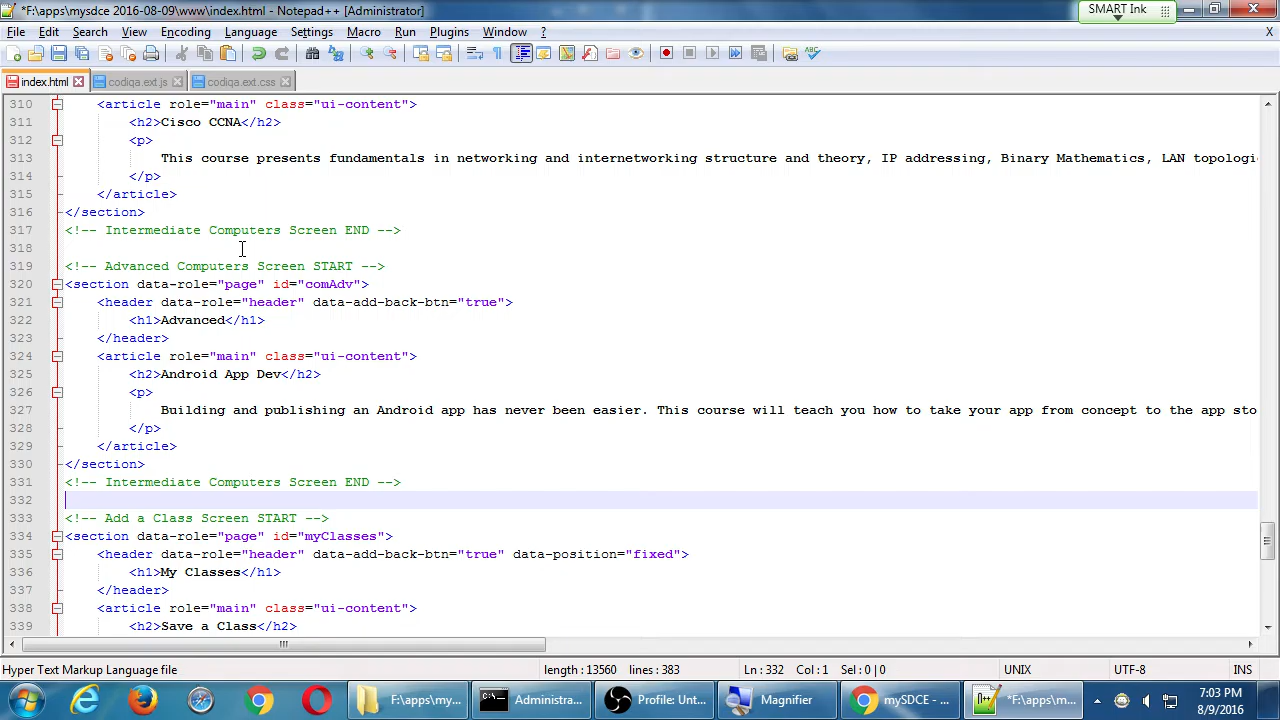 *F:\apps\mysdce 2016-08-09\www\index.html - Notepad++ [Administrator]
SMART Ink
File Edit Search View Encoding Language Settings Macro Run Plugins Window ? X
index.html codiqa.ext.js codiqa.ext.css
310 <article role="main" class="ui-content">
311 <h2>Cisco CCNA</h2>
312 <p>
313 This course presents fundamentals in networking and internetworking structure and theory, IP addressing, Binary Mathematics, LAN topologi
314 </p>
315 </article>
316 </section>
317 <!-- Intermediate Computers Screen END -->
318
319 <!-- Advanced Computers Screen START -->
320 <section data-role="page" id="comAdv">
321 <header data-role="header" data-add-back-btn="true">
322 <h1>Advanced</h1>
323 </header>
324 <article role="main" class="ui-content">
325 <h2>Android App Dev</h2>
326 <p>
327 Building and publishing an Android app has never been easier. This course will teach you how to take your app from concept to the app sto
328 </p>
329 </article>
330 </section>
331 <!-- Intermediate Computers Screen END -->
332
333 <!-- Add a Class Screen START -->
334 <section data-role="page" id="myClasses">
335 <header data-role="header" data-add-back-btn="true" data-position="fixed">
336 <h1>My Classes</h1>
337 </header>
338 <article role="main" class="ui-content">
339 <h2>Save a Class</h2>
Hyper Text Markup Language file length : 13560 lines : 383 Ln : 332 Col : 1 Sel : 0 | 0 UNIX UTF-8 INS
F:\apps\my... Administra... Profile: Unt... Magnifier mySDCE - ... *F:\apps\m... 7:03 PM
8/9/2016